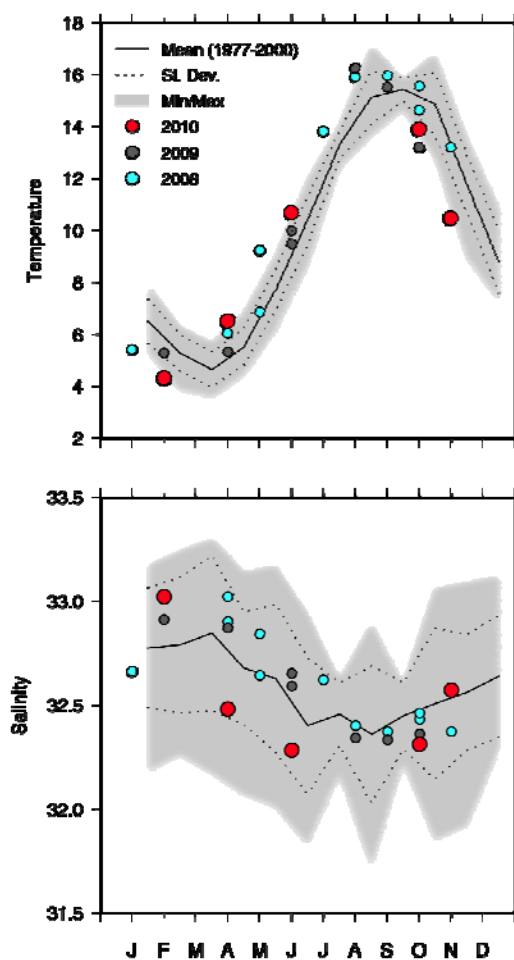 18
16
14
12
10
8
6
4
2
Temperature
Mean (1977-2000)
St. Dev.
Min/Max
2010
2009
2008
33.5
33.0
32.5
32.0
31.5
Salinity
J F M A M J J A S O N D